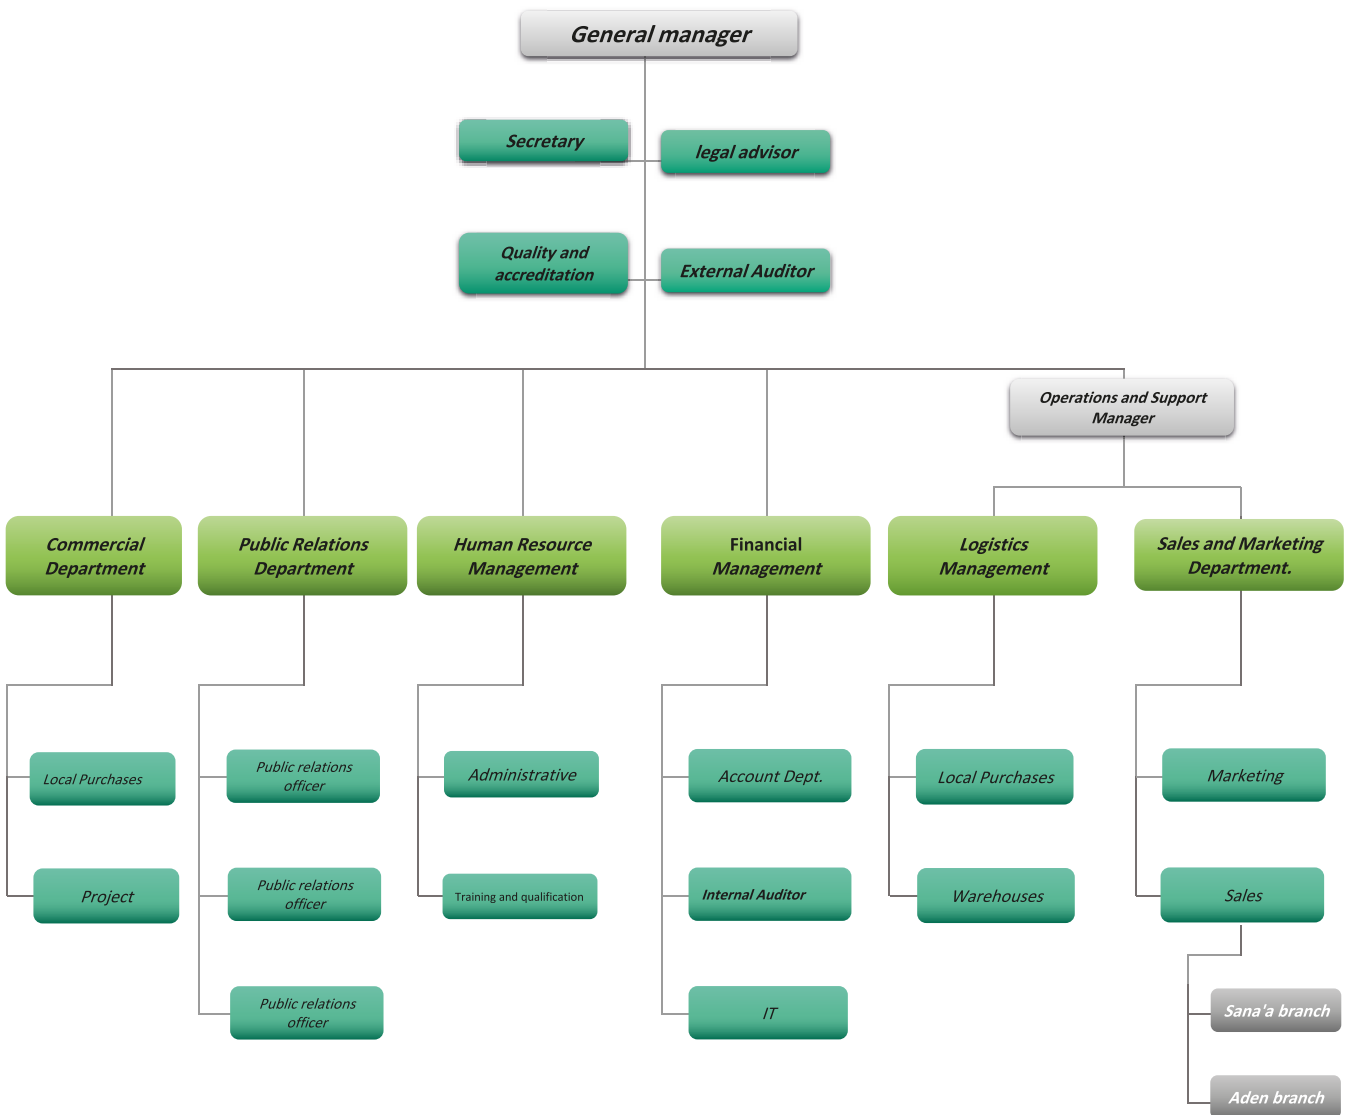 General manager
Secretary
legal advisor
Quality and
accreditation
External Auditor
Operations and Support
Manager
Commercial
Department
Public Relations
Department
Human Resource
Management
Financial
Management
Logistics
Management
Sales and Marketing
Department.
Local Purchases
Public relations
officer
Administrative
Account Dept.
Local Purchases
Marketing
Project
Public relations
officer
Training and qualification
Internal Auditor
Warehouses
Sales
Public relations
officer
IT
Sana'a branch
Aden branch